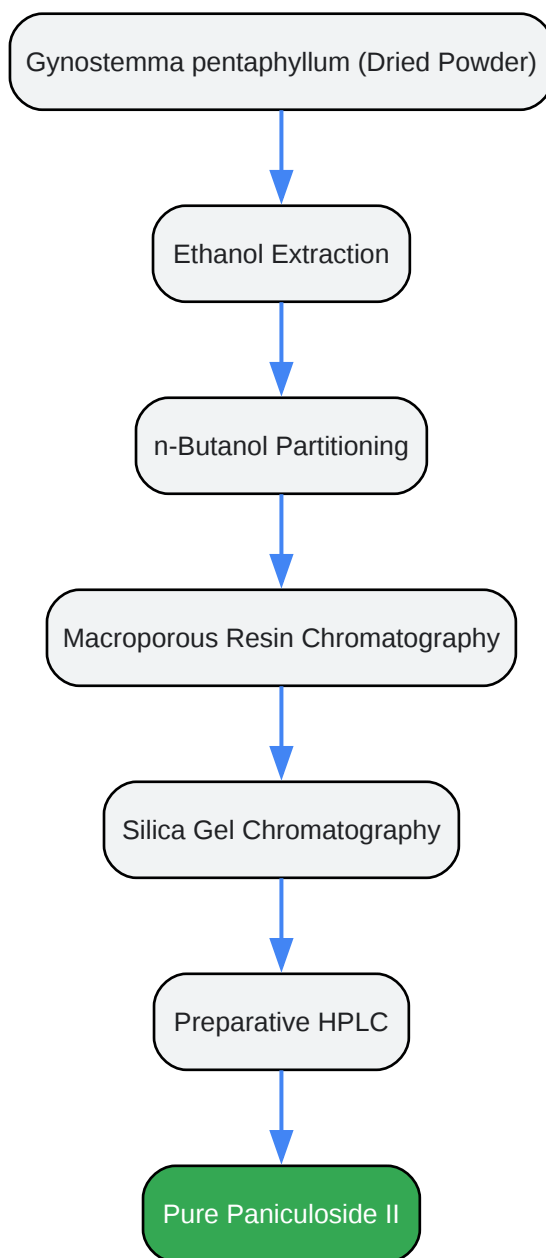 Gynostemma pentaphyllum (Dried Powder)
Ethanol Extraction
n-Butanol Partitioning
Macroporous Resin Chromatography
Silica Gel Chromatography
Preparative HPLC
Pure Paniculoside II